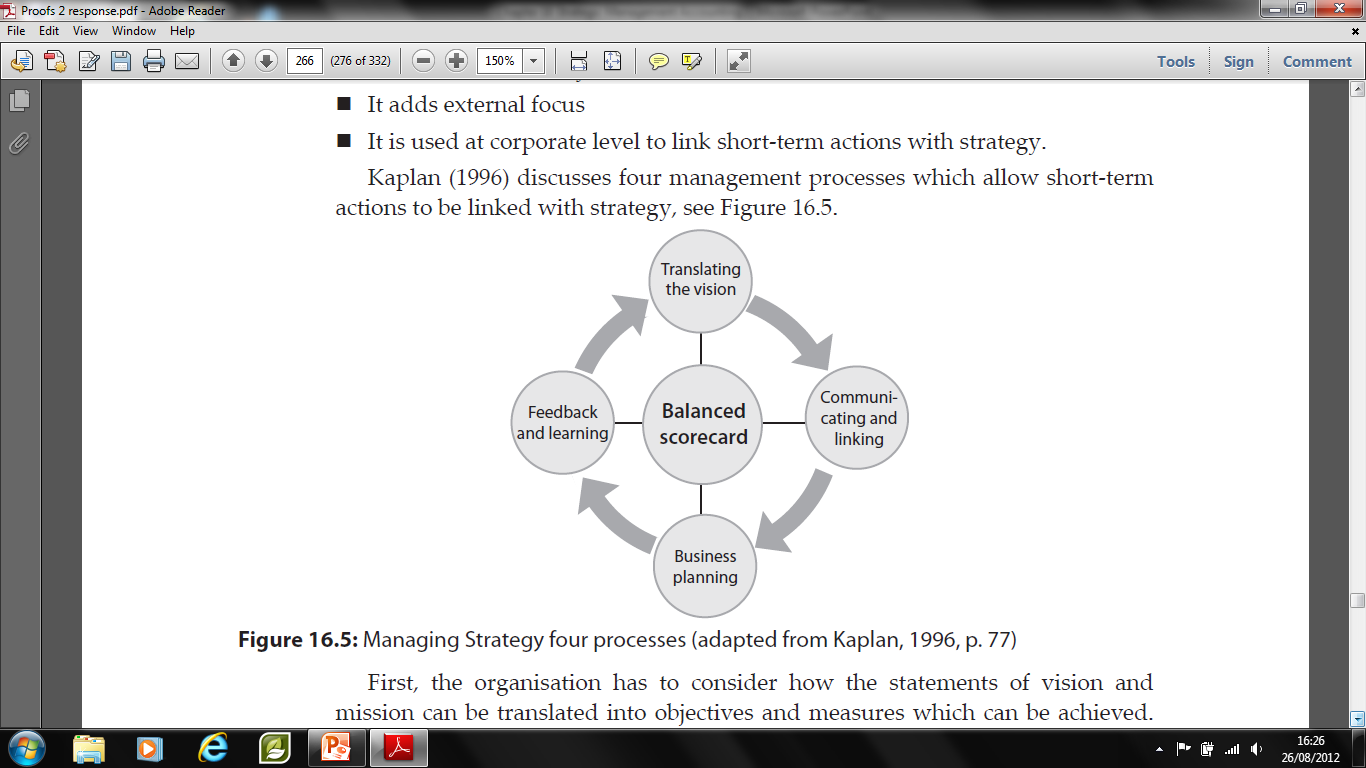 Proofs 2 response.pdf - Adobe Reader
File Edit View Window Help
266 (276 of 332) 150% Tools Sign Comment
■ It adds external focus
■ It is used at corporate level to link short-term actions with strategy.
Kaplan (1996) discusses four management processes which allow short-term
actions to be linked with strategy, see Figure 16.5.
Translating
the vision
Communi-
cating and
linking
Balanced
scorecard
Feedback
and learning
Business
planning
Figure 16.5: Managing Strategy four processes (adapted from Kaplan, 1996, p. 77)
First, the organisation has to consider how the statements of vision and
mission can be translated into objectives and measures which can be achieved.
16:26
26/08/2012